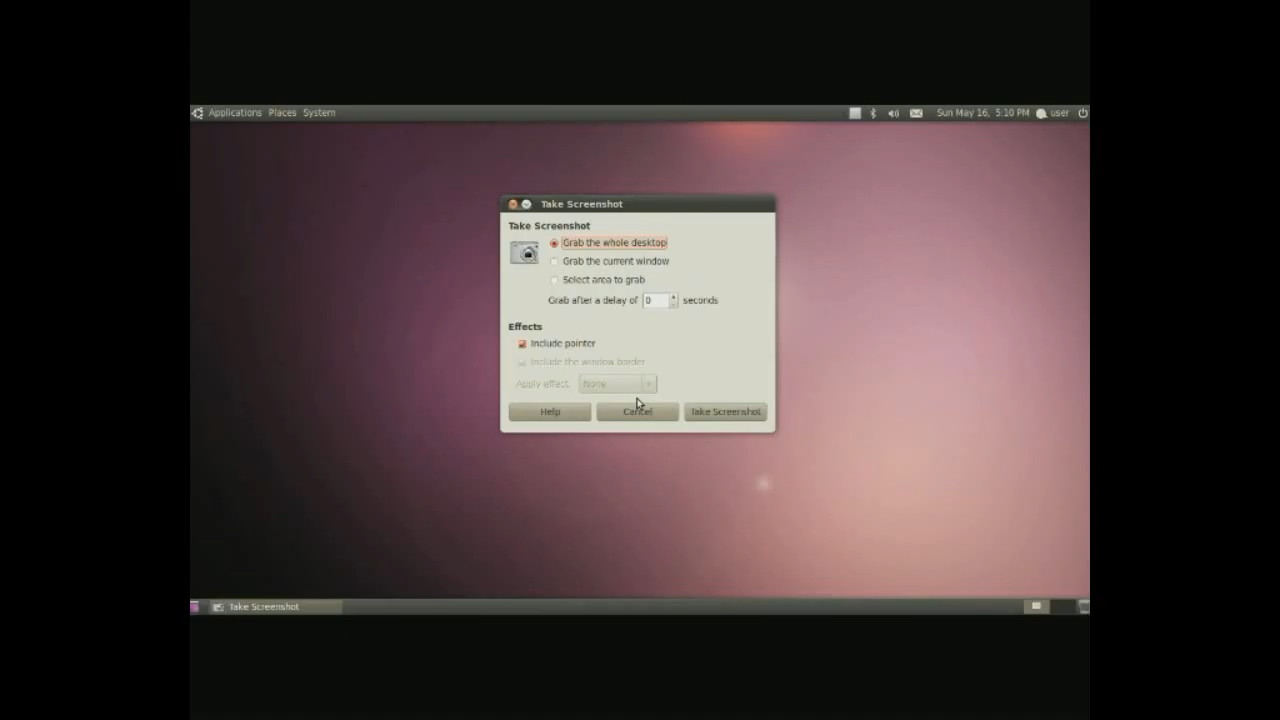 Applications Places System
Sun May 16, 5:10 PM user
Take Screenshot
Take Screenshot
Grab the whole desktop
Grab the current window
Select area to grab
Grab after a delay of 0 seconds
Effects
Include pointer
Include the window border
Apply effect: None
Help Cancel Take Screenshot
Take Screenshot